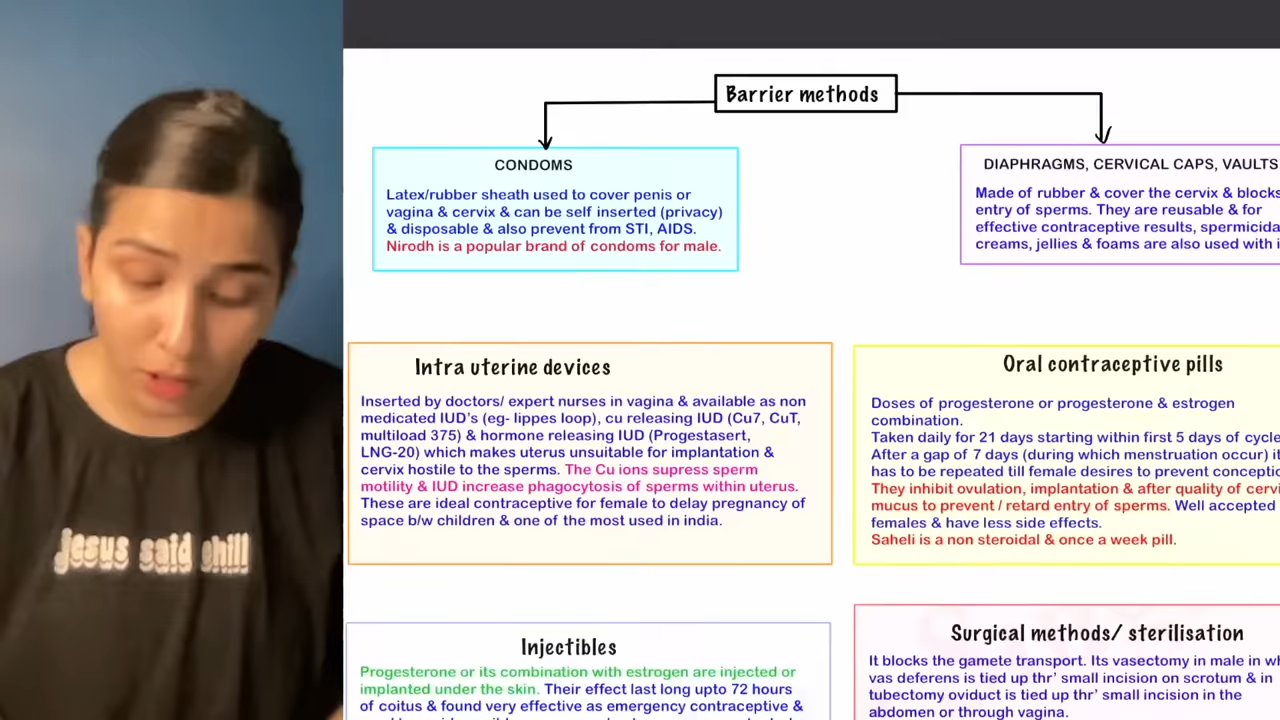 Barrier methods
CONDOMS
Latex/rubber sheath used to cover penis or
vagina & cervix & can be self inserted (privacy)
& disposable & also prevent from STI, AIDS.
Nirodh is a popular brand of condoms for male.
DIAPHRAGMS, CERVICAL CAPS, VAULTS
Made of rubber & cover the cervix & blocks
entry of sperms. They are reusable & for
effective contraceptive results,
creams, jellies & foams are also used with
Intra uterine devices
Inserted by doctors/ expert nurses in vagina & available as non
medicated IUD's (eg- lippes loop), cu releasing IUD (Cu7, CuT,
multiload 375) & hormone releasing IUD (Progestasert,
LNG-20) which makes uterus unsuitable for implantation &
cervix hostile to the sperms. The Cu ions supress sperm
motility & IUD increase phagocytosis of sperms within uterus.
These are ideal contraceptive for female to delay pregnancy of
space b/w children & one of the most used in india.
Oral contraceptive pills
Doses of progesterone or progesterone & estrogen
combination.
Taken daily for 21 days starting within first 5 days of cycle
After a gap of 7 days (during which menstruation occur) it
has to be repeated till female desires to prevent
They inhibit ovulation, implantation & after quality of
mucus to prevent / retard entry of sperms. Well accepted
females & have less side effects.
Saheli is a non steroidal & once a week pill.
jesus said chill
Injectibles
Progesterone or its combination with estrogen are injected or
implanted under the skin. Their effect last long upto 72 hours
of coitus & found very effective as emergency contraceptive &
Surgical methods/ sterilisation
It blocks the gamete transport. Its vasectomy in male in
vas deferens is tied up thr' small incision on scrotum & in
tubectomy oviduct is tied up thr' small incision in the
abdomen or through vagina.